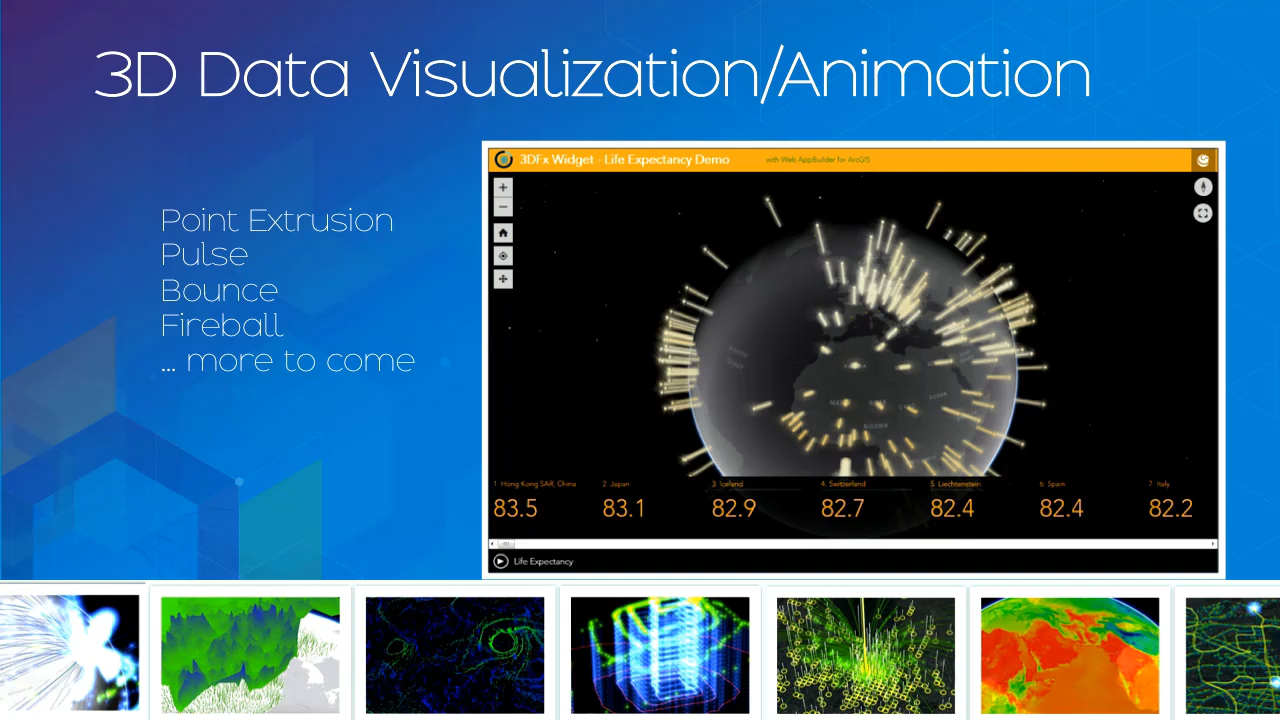 3D Data Visualization/Animation
Point Extrusion
Pulse
Bounce
Fireball
... more to come
3DFx Widget - Life Expectancy Demo with Web AppBuilder for ArcGIS
NIGERIA
1 Hong Kong SAR, China 2 Japan 3 Iceland 4 Switzerland 5 Liechtenstein 6 Spain 7 Italy
83.5 83.1 82.9 82.7 82.4 82.4 82.2
Life Expectancy